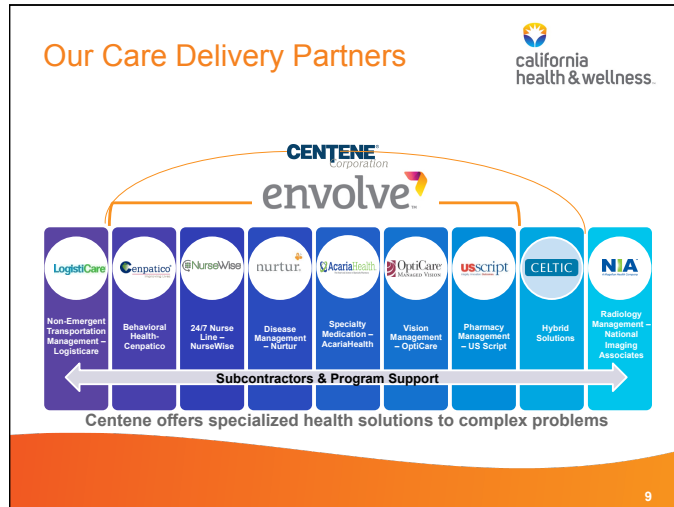 Our Care Delivery Partners
california
health & wellness
CENTENE®
Corporation
envolve™
LogistiCare
Cenpatico®
NurseWise
nurtur.
AcariaHealth
OptiCare
MANAGED VISION
USscript
CELTIC
NIA
Non-Emergent
Transportation
Management –
Logisticare
Behavioral
Health-
Cenpatico
24/7 Nurse
Line –
NurseWise
Disease
Management
– Nurtur
Specialty
Medication –
AcariaHealth
Vision
Management
– OptiCare
Pharmacy
Management
– US Script
Hybrid
Solutions
Radiology
Management –
National
Imaging
Associates
Subcontractors & Program Support
Centene offers specialized health solutions to complex problems
9